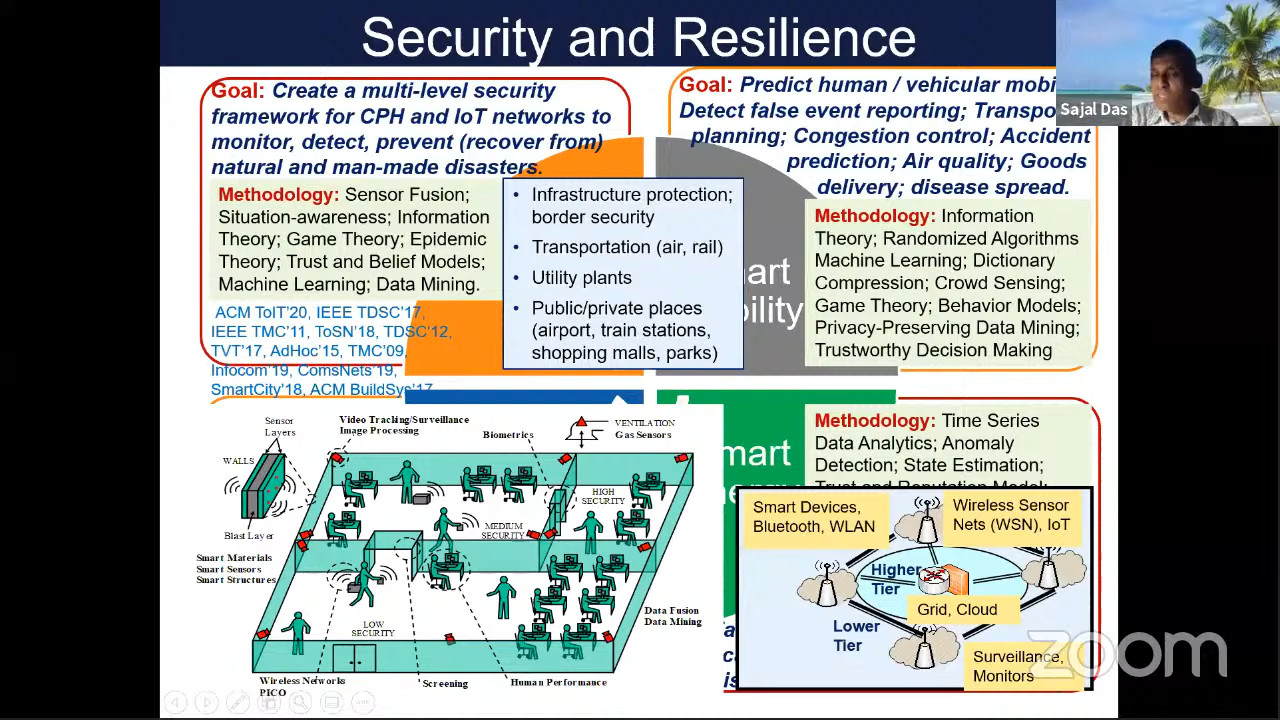 Security and Resilience
Sajal Das
Goal: Create a multi-level security
framework for CPH and IoT networks to
monitor, detect, prevent (recover from)
natural and man-made disasters.
Methodology: Sensor Fusion;
Situation-awareness; Information
Theory; Game Theory; Epidemic
Theory; Trust and Belief Models;
Machine Learning; Data Mining.
ACM ToIT'20, IEEE TDSC'17,
IEEE TMC'11, ToSN'18, TDSC'12,
TVT'17, AdHoc'15, TMC'09,
Infocom'19, ComsNets'19,
SmartCity'18, ACM BuildSys'17
• Infrastructure protection;
border security
• Transportation (air, rail)
• Utility plants
• Public/private places
(airport, train stations,
shopping malls, parks)
Goal: Predict human / vehicular mobi
Detect false event reporting; Transpo
planning; Congestion control; Accident
prediction; Air quality; Goods
delivery; disease spread.
Methodology: Information
Theory; Randomized Algorithms
Machine Learning; Dictionary
Compression; Crowd Sensing;
Game Theory; Behavior Models;
Privacy-Preserving Data Mining;
Trustworthy Decision Making
art
ility
Sensor
Layers
WALLS
Blast Layer
Smart Materials
Smart Sensors
Smart Structures
Video Tracking/Surveillance
Image Processing
Biometrics
VENTILATION
Gas Sensors
HIGH
SECURITY
MEDIUM
SECURITY
LOW
SECURITY
Data Fusion
Data Mining
Wireless Networks
PICO
Screening
Human Performance
mart
Methodology: Time Series
Data Analytics; Anomaly
Detection; State Estimation;
Trust and Reputation Model;
Smart Devices,
Bluetooth, WLAN
Wireless Sensor
Nets (WSN), IoT
Higher
Tier
Grid, Cloud
Lower
Tier
Surveillance,
Monitors
zoom